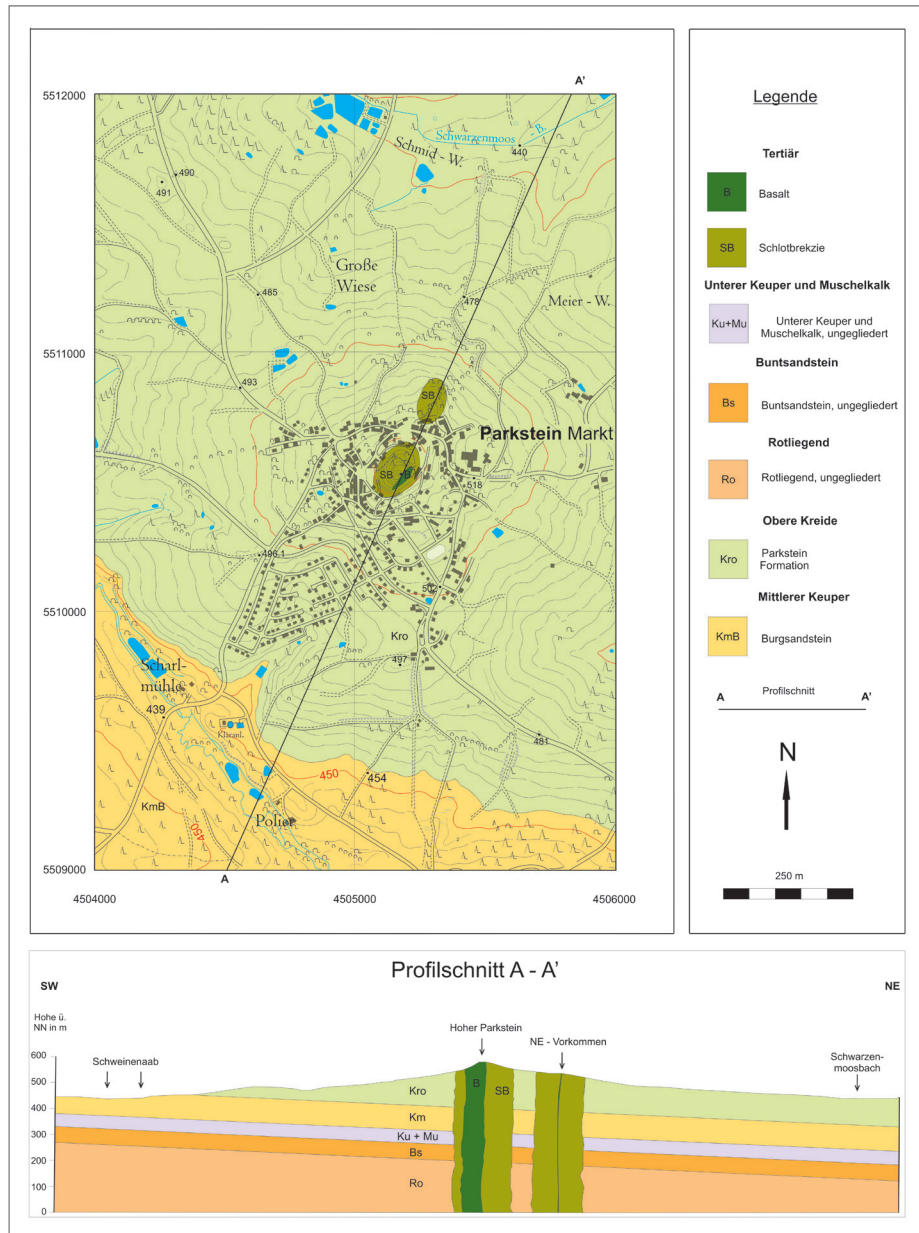 A'
5512000
Schwarzenmoos - B.
440
Schmid - W.
490
491
Große
Wiese
485
478
Meier - W.
5511000
493
SB
Parkstein Markt
SB
B
518
496.1
502
5510000
Kro
497
Scharl-
mühle
439
Kläranl.
481
450
454
KmB
450
Polier
5509000
A
4504000
4505000
4506000
Legende
Tertiär
B
Basalt
SB
Schlotbrekzie
Unterer Keuper und Muschelkalk
Ku+Mu
Unterer Keuper und
Muschelkalk, ungegliedert
Buntsandstein
Bs
Buntsandstein, ungegliedert
Rotliegend
Ro
Rotliegend, ungegliedert
Obere Kreide
Kro
Parkstein
Formation
Mittlerer Keuper
KmB
Burgsandstein
Profilschnitt
A
A'
N
250 m
Profilschnitt A - A'
SW
NE
Hohe ü.
NN in m
Hoher Parkstein
NE - Vorkommen
Schweinenaab
Schwarzen-
moosbach
600
500
400
300
200
100
0
Kro
B
SB
Km
Ku + Mu
Bs
Ro